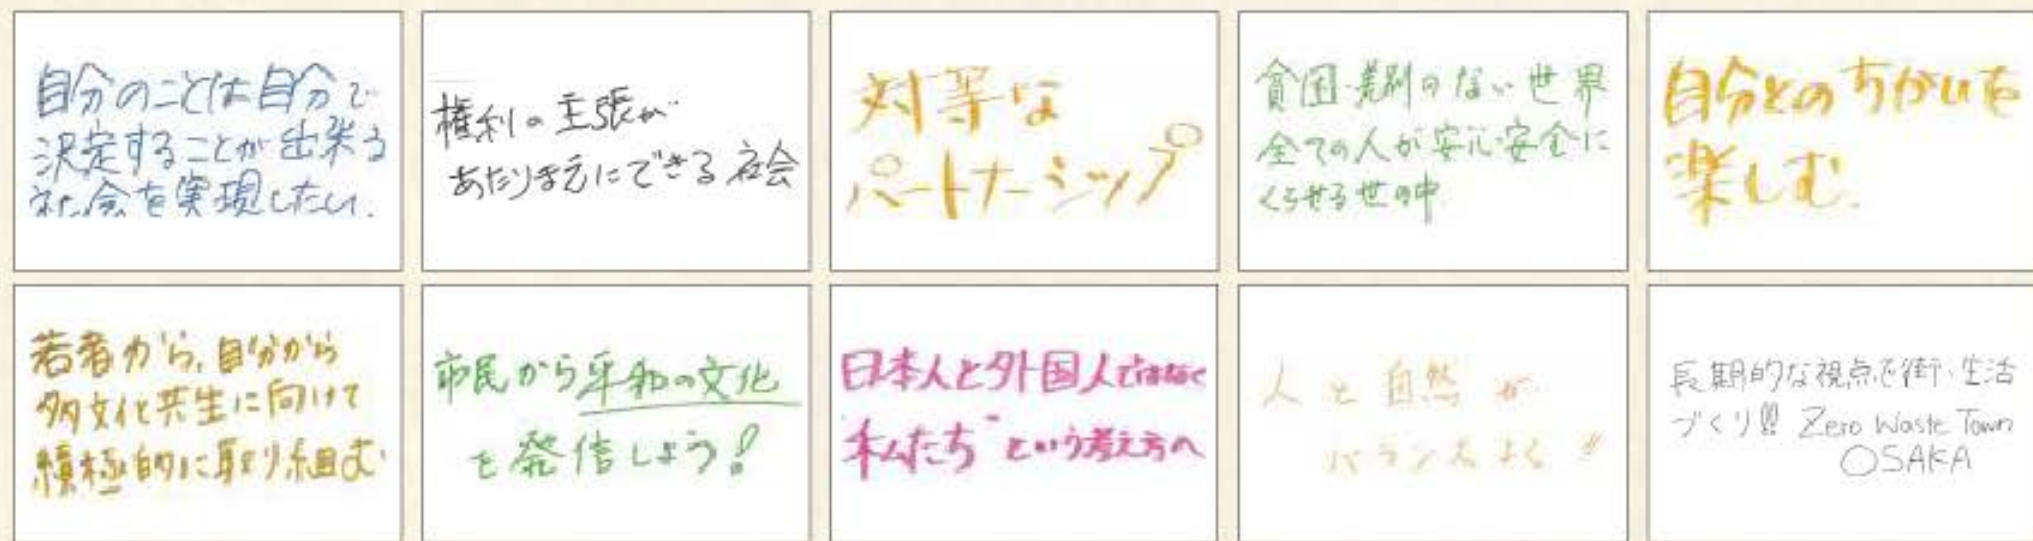 自分のことは自分で
決定することが出来る
社会を実現したい.
権利の主張が
あたりまえにできる社会
対等な
パートナーシップ
貧困・差別のない世界
全ての人が安心・安全に
くらせる世の中.
自分とのちがいを
楽しむ.
若者から,自分から
多文化共生に向けて
積極的に取り組む
市民から平和の文化
を発信しよう!
日本人と外国人ではなく
"私たち"という考え方へ
人と自然が
バランスよく!!
長期的な視点で街・生活
づくり!!! Zero Waste Town
OSAKA